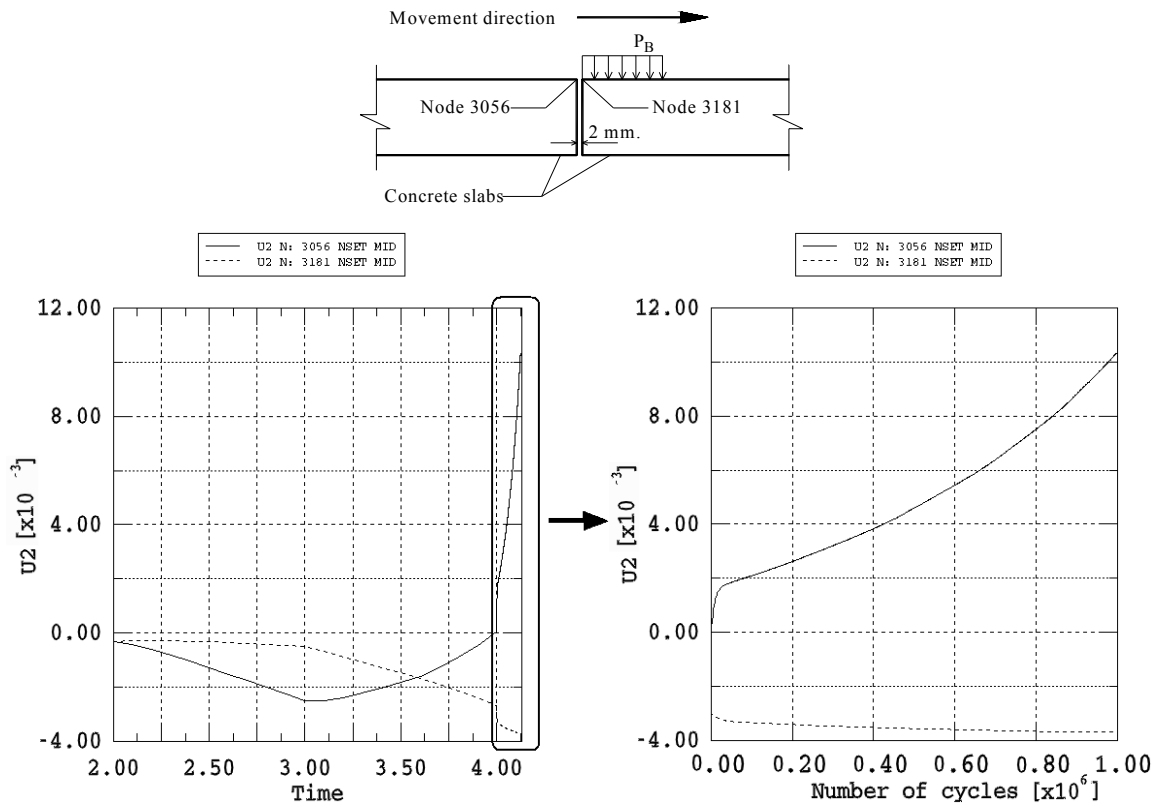 Movement direction
P_B
Node 3056
Node 3181
2 mm.
Concrete slabs
U2 N: 3056 NSET MID
U2 N: 3181 NSET MID
12.00
8.00
4.00
0.00
-4.00
U2 [x10 ⁻³]
2.00 2.50 3.00 3.50 4.00
Time
U2 N: 3056 NSET MID
U2 N: 3181 NSET MID
12.00
8.00
4.00
0.00
-4.00
U2 [x10 ⁻³]
0.00 0.20 0.40 0.60 0.80 1.00
Number of cycles [x10⁶]